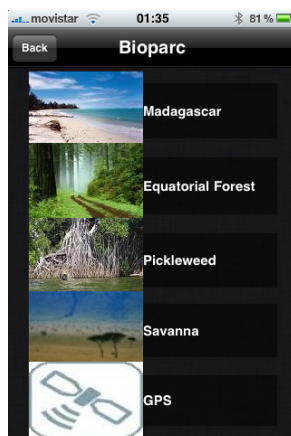 movistar 01:35 81 %
Back Bioparc
Madagascar
Equatorial Forest
Pickleweed
Savanna
GPS